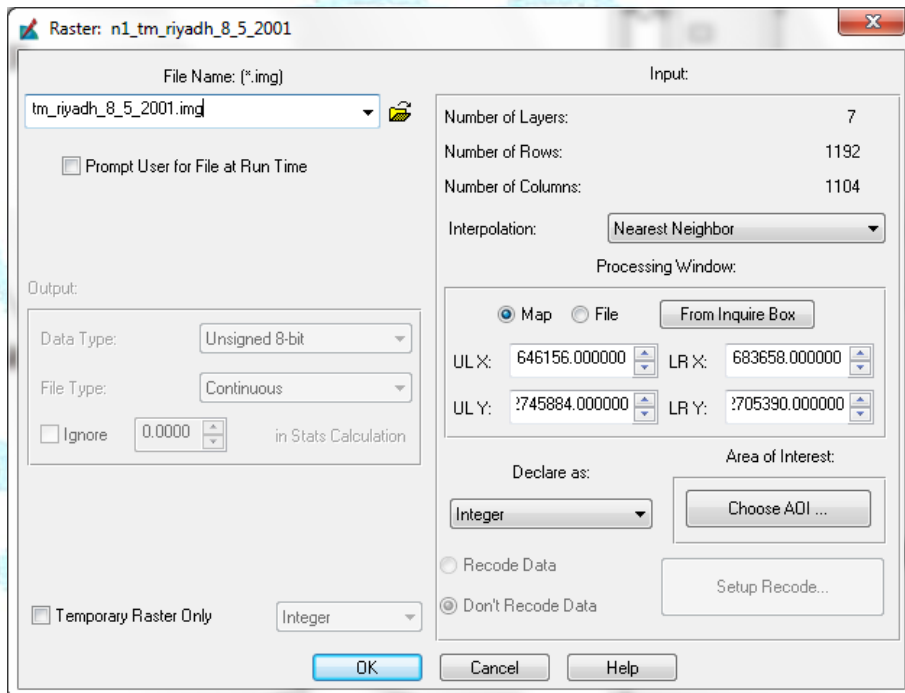 Raster: n1_tm_riyadh_8_5_2001
x
File Name: (*.img)
tm_riyadh_8_5_2001.img
Prompt User for File at Run Time
Output:
Data Type: Unsigned 8-bit
File Type: Continuous
Ignore 0.0000 in Stats Calculation
Temporary Raster Only Integer
Input:
Number of Layers: 7
Number of Rows: 1192
Number of Columns: 1104
Interpolation: Nearest Neighbor
Processing Window:
Map File From Inquire Box
UL X: 646156.000000 LR X: 683658.000000
UL Y: 2745884.000000 LR Y: 2705390.000000
Declare as:
Integer
Area of Interest:
Choose AOI ...
Recode Data
Don't Recode Data
Setup Recode...
OK Cancel Help